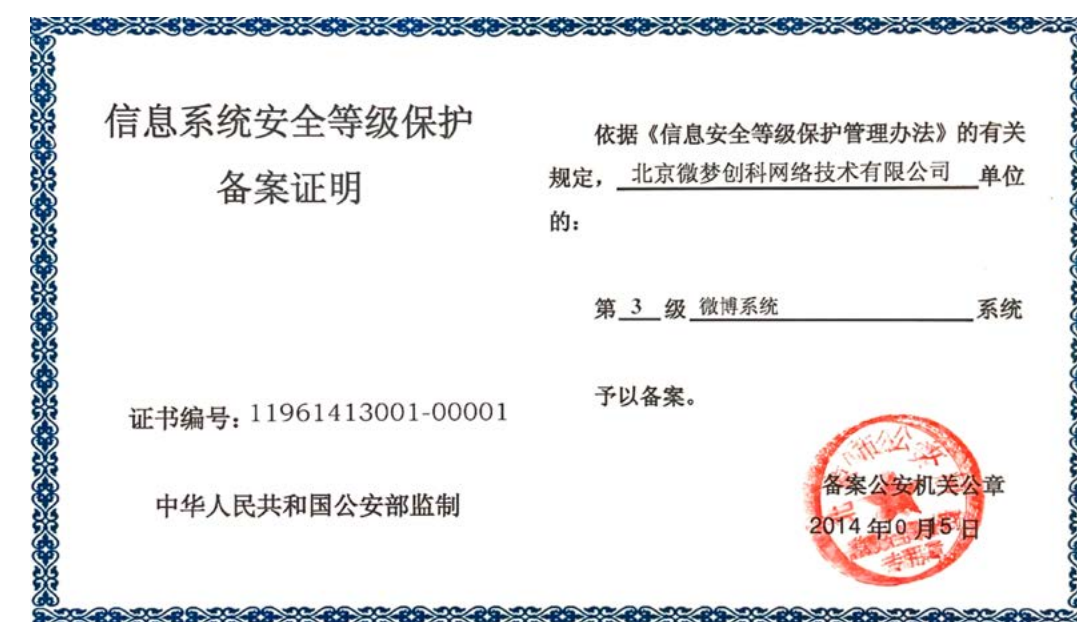 信息系统安全等级保护
备案证明
证书编号: 11961413001-00001
中华人民共和国公安部监制
依据《信息安全等级保护管理办法》的有关
规定， 北京微梦创科网络技术有限公司 单位
的:
第 3 级 微博系统 系统
予以备案。
备案公安机关公章
2014 年10 月15 日
专用章